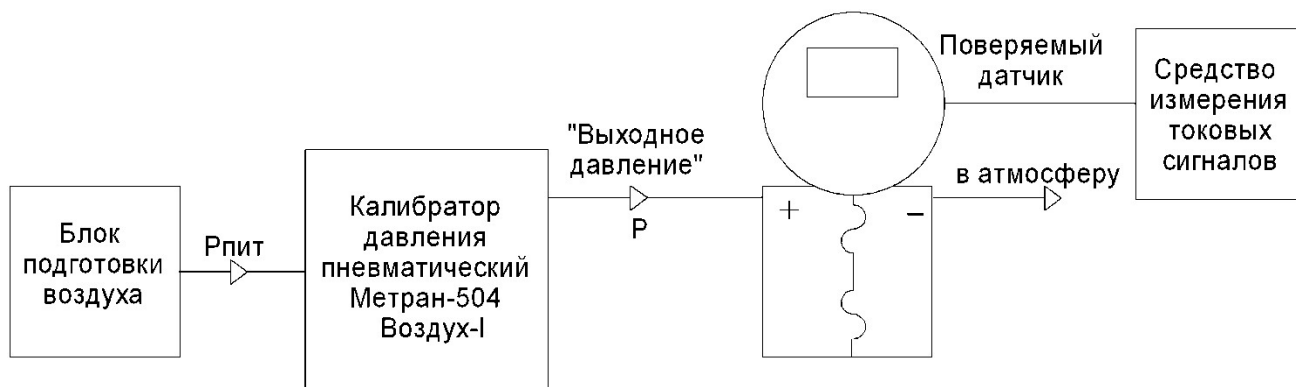 Блок
подготовки
воздуха
Рпит
Калибратор
давления
пневматический
Метран-504
Воздух-I
"Выходное
давление"
Р
+
−
Поверяемый
датчик
в атмосферу
Средство
измерения
токовых
сигналов